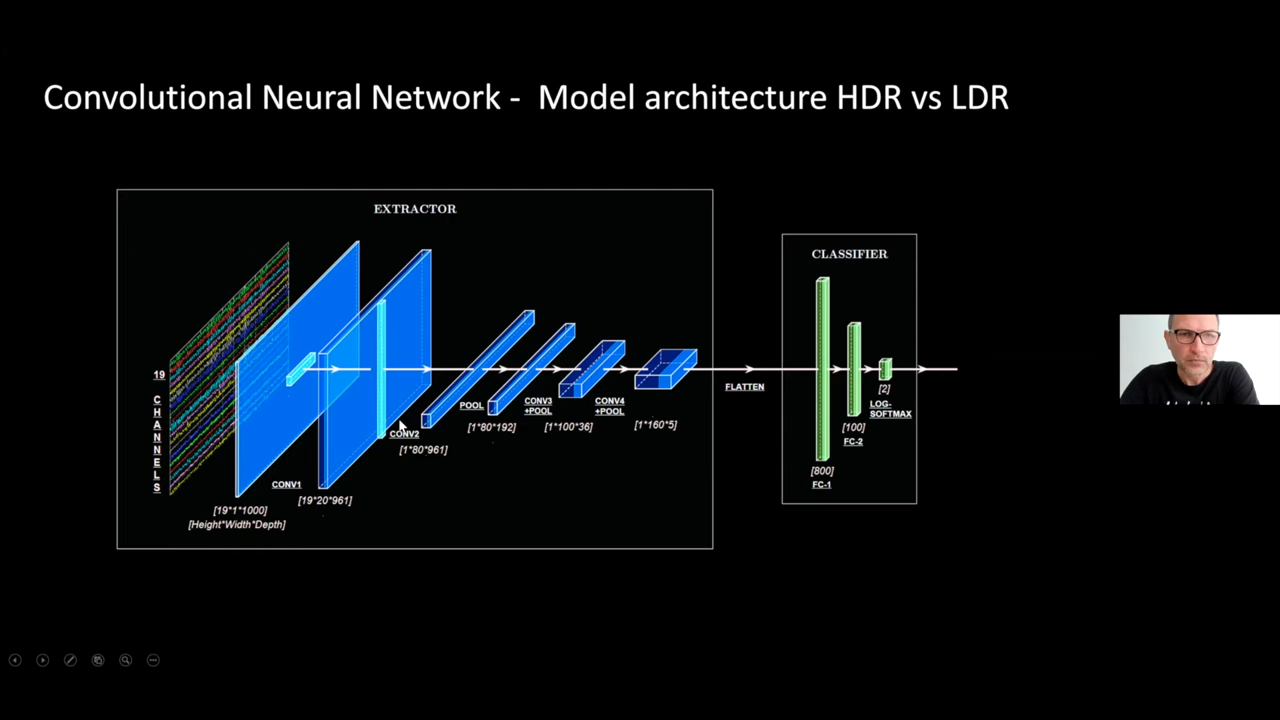 Convolutional Neural Network - Model architecture HDR vs LDR
EXTRACTOR
19
CHANNELS
[19*1*1000]
[Height*Width*Depth]
CONV1
[19*20*961]
CONV2
[1*80*961]
POOL
[1*80*192]
CONV3
+POOL
[1*100*36]
CONV4
+POOL
[1*160*5]
FLATTEN
CLASSIFIER
[800]
FC-1
[100]
FC-2
[2]
LOG-
SOFTMAX